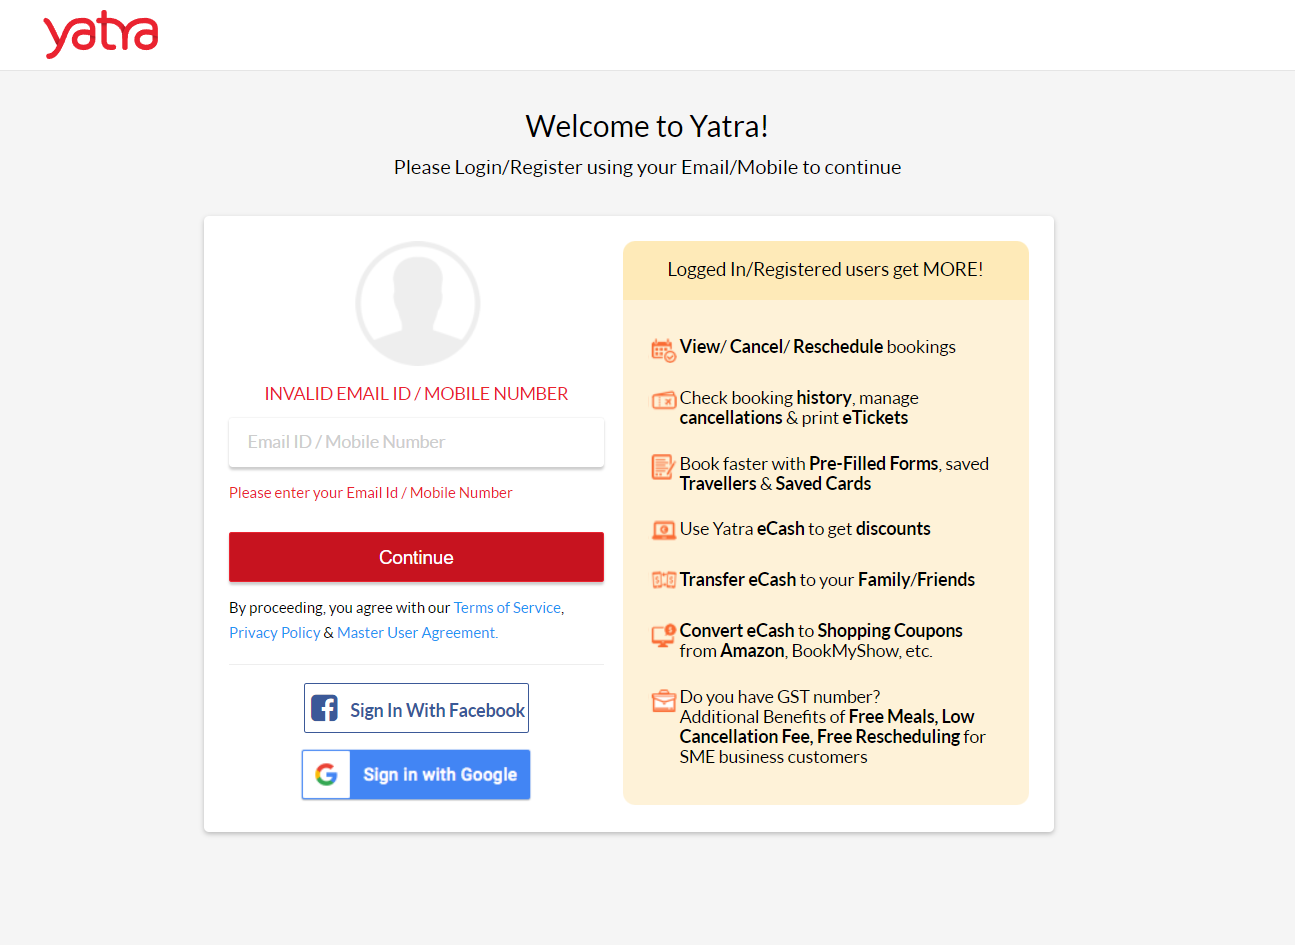 yatra
Welcome to Yatra!
Please Login/Register using your Email/Mobile to continue
INVALID EMAIL ID / MOBILE NUMBER
Email ID / Mobile Number
Please enter your Email Id / Mobile Number
Continue
By proceeding, you agree with our Terms of Service,
Privacy Policy & Master User Agreement.
Sign In With Facebook
Sign in with Google
Logged In/Registered users get MORE!
View/ Cancel/ Reschedule bookings
Check booking history, manage
cancellations & print eTickets
Book faster with Pre-Filled Forms, saved
Travellers & Saved Cards
Use Yatra eCash to get discounts
Transfer eCash to your Family/Friends
Convert eCash to Shopping Coupons
from Amazon, BookMyShow, etc.
Do you have GST number?
Additional Benefits of Free Meals, Low
Cancellation Fee, Free Rescheduling for
SME business customers